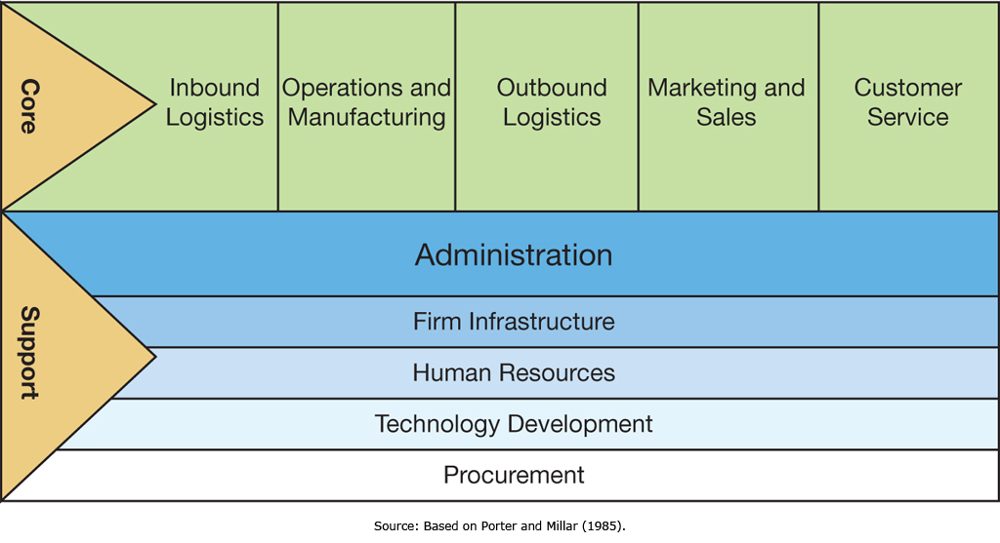 Core
Inbound
Logistics
Operations and
Manufacturing
Outbound
Logistics
Marketing and
Sales
Customer
Service
Support
Administration
Firm Infrastructure
Human Resources
Technology Development
Procurement
Source: Based on Porter and Millar (1985).